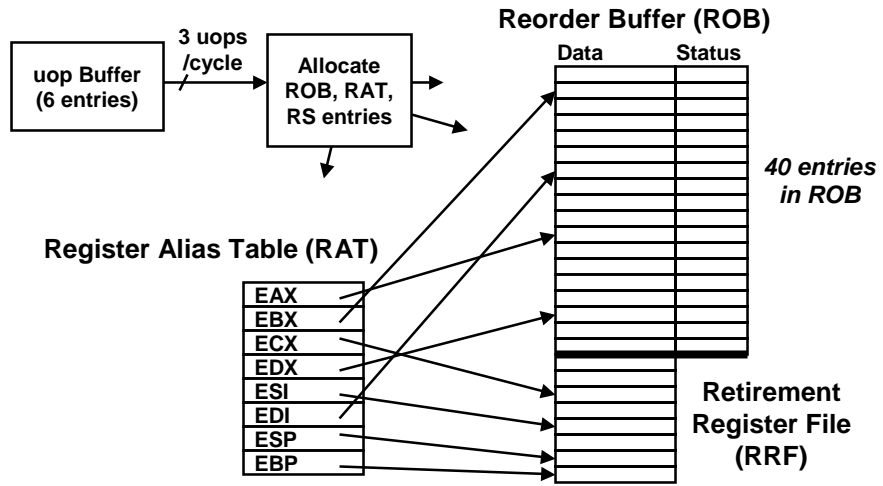 Reorder Buffer (ROB)
3 uops
/cycle
Data Status
uop Buffer
(6 entries)
Allocate
ROB, RAT,
RS entries
40 entries
in ROB
Register Alias Table (RAT)
EAX
EBX
ECX
EDX
ESI
EDI
ESP
EBP
Retirement
Register File
(RRF)